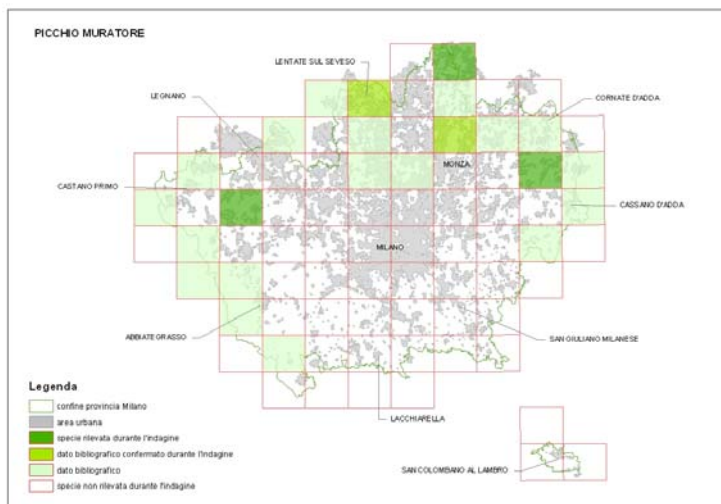 PICCHIO MURATORE
LENTATE SUL SEVESO
LEGNANO
CORNATE D'ADDA
MONZA
CASTANO PRIMO
CASSANO D'ADDA
MILANO
ABBIATEGRASSO
SAN GIULIANO MILANESE
LACCHIARELLA
SAN COLOMBANO AL LAMBRO
Legenda
confine provincia Milano
area urbana
specie rilevata durante l'indagine
dato bibliografico confermato durante l'indagine
dato bibliografico
specie non rilevata durante l'indagine